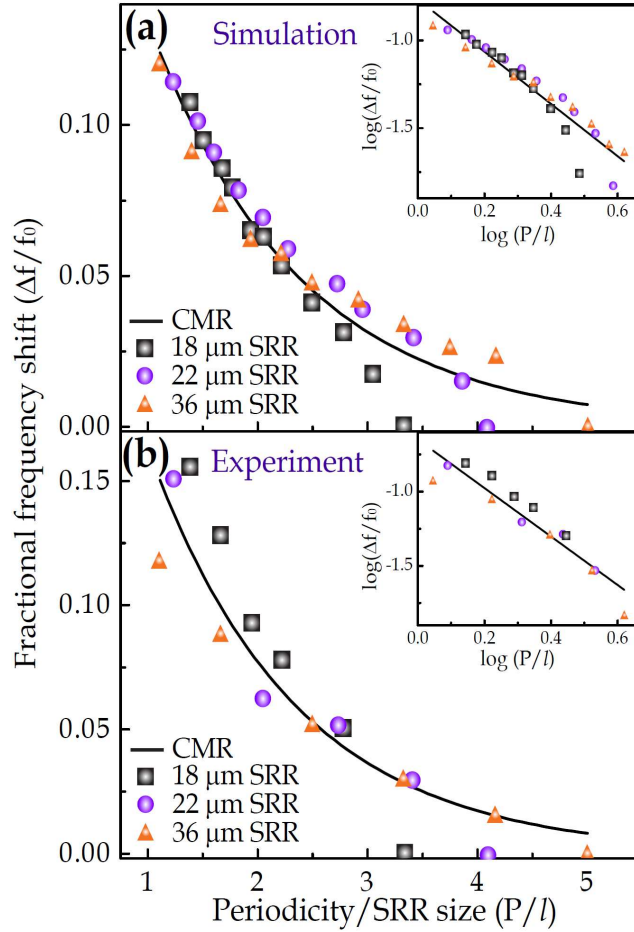 Fractional frequency shift (Δf/f₀)
(a) Simulation
0.10
0.05
0.00
CMR
18 μm SRR
22 μm SRR
36 μm SRR
log(Δf/f₀)
-1.0
-1.5
0.0 0.2 0.4 0.6
log (P/l)
(b) Experiment
0.15
0.10
0.05
0.00
CMR
18 μm SRR
22 μm SRR
36 μm SRR
log(Δf/f₀)
-1.0
-1.5
0.0 0.2 0.4 0.6
log (P/l)
1 2 3 4 5
Periodicity/SRR size (P/l)